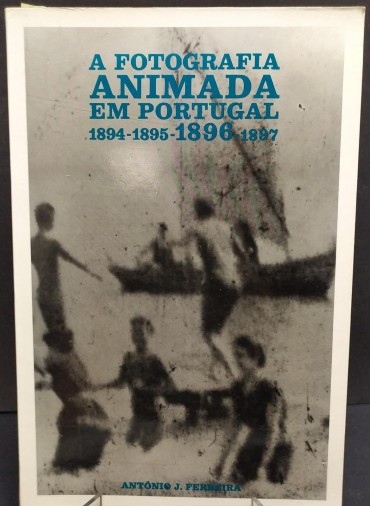 A FOTOGRAFIA
ANIMADA
EM PORTUGAL
1894-1895-1896-1897
ANTÓNIO J. FERREIRA